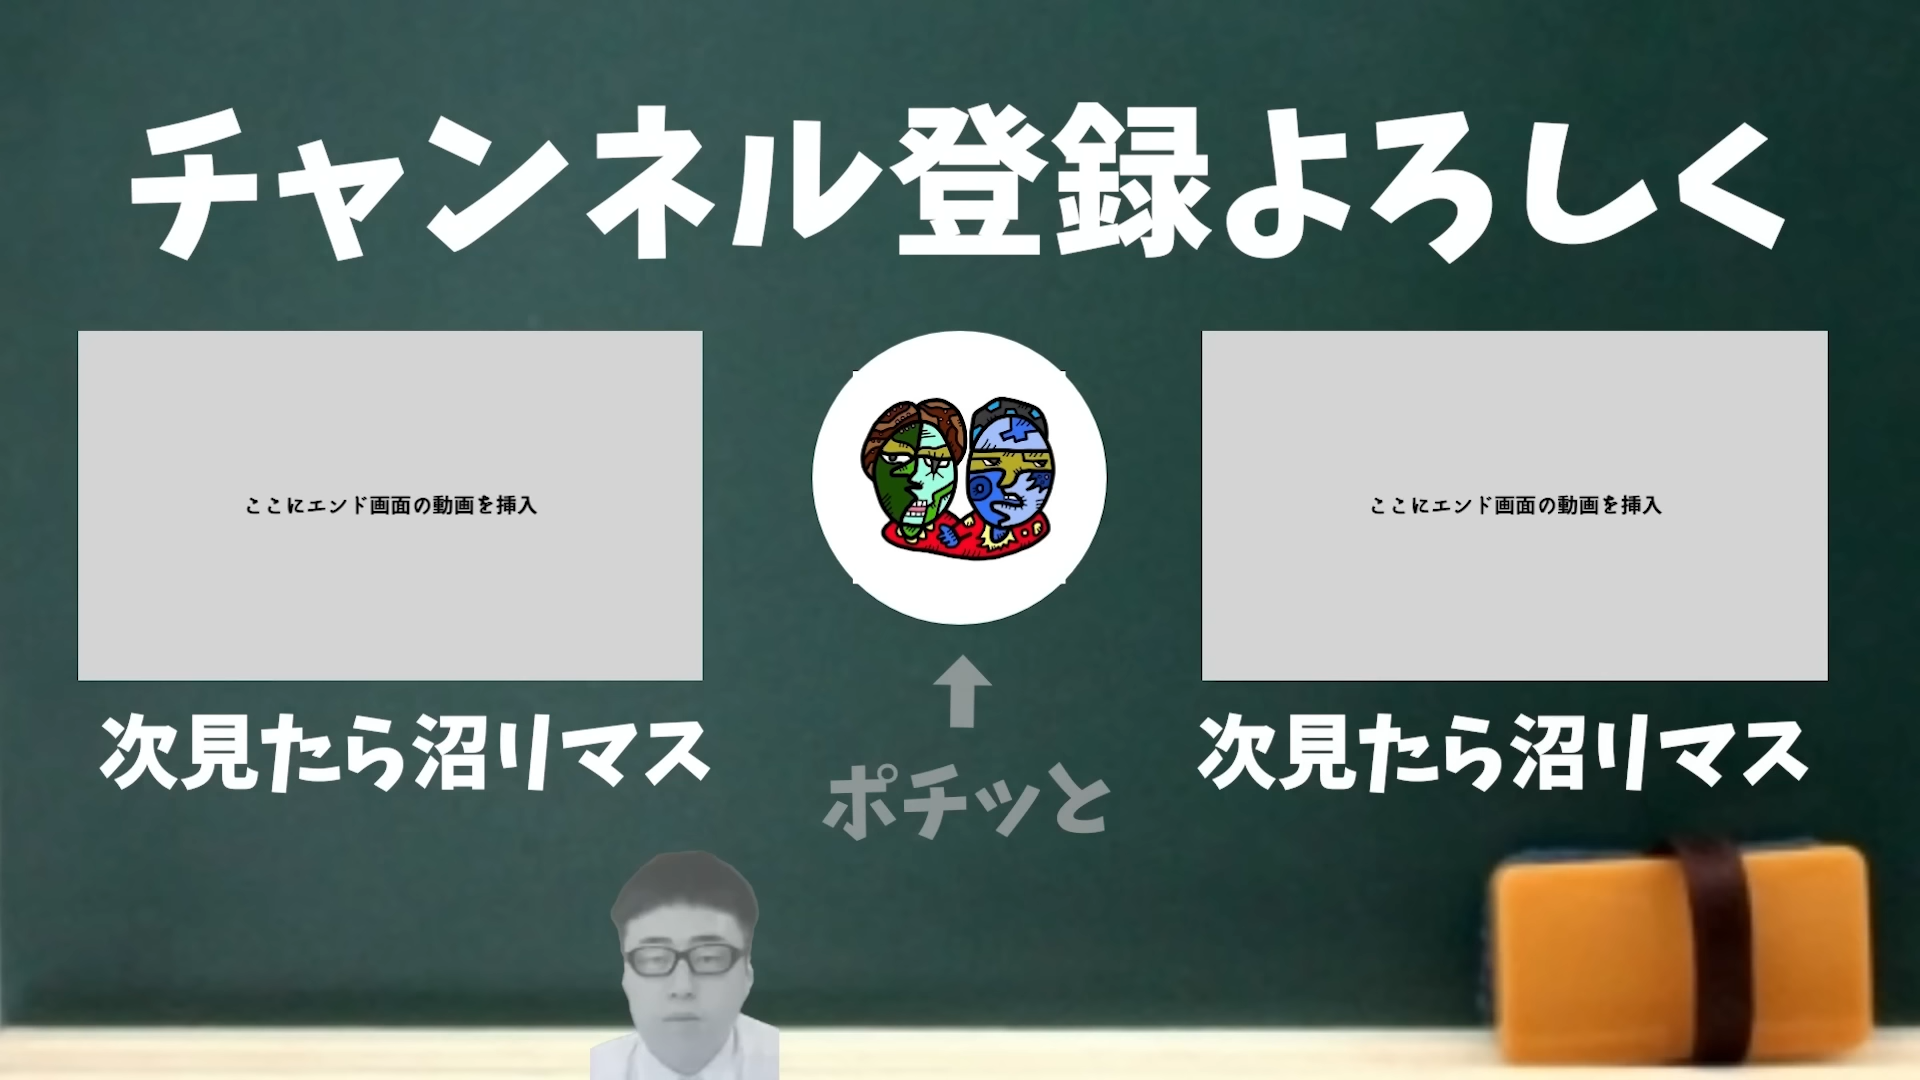 チャンネル登録よろしく
ここにエンド画面の動画を挿入
ここにエンド画面の動画を挿入
次見たら沼リマス
次見たら沼リマス
ポチッと